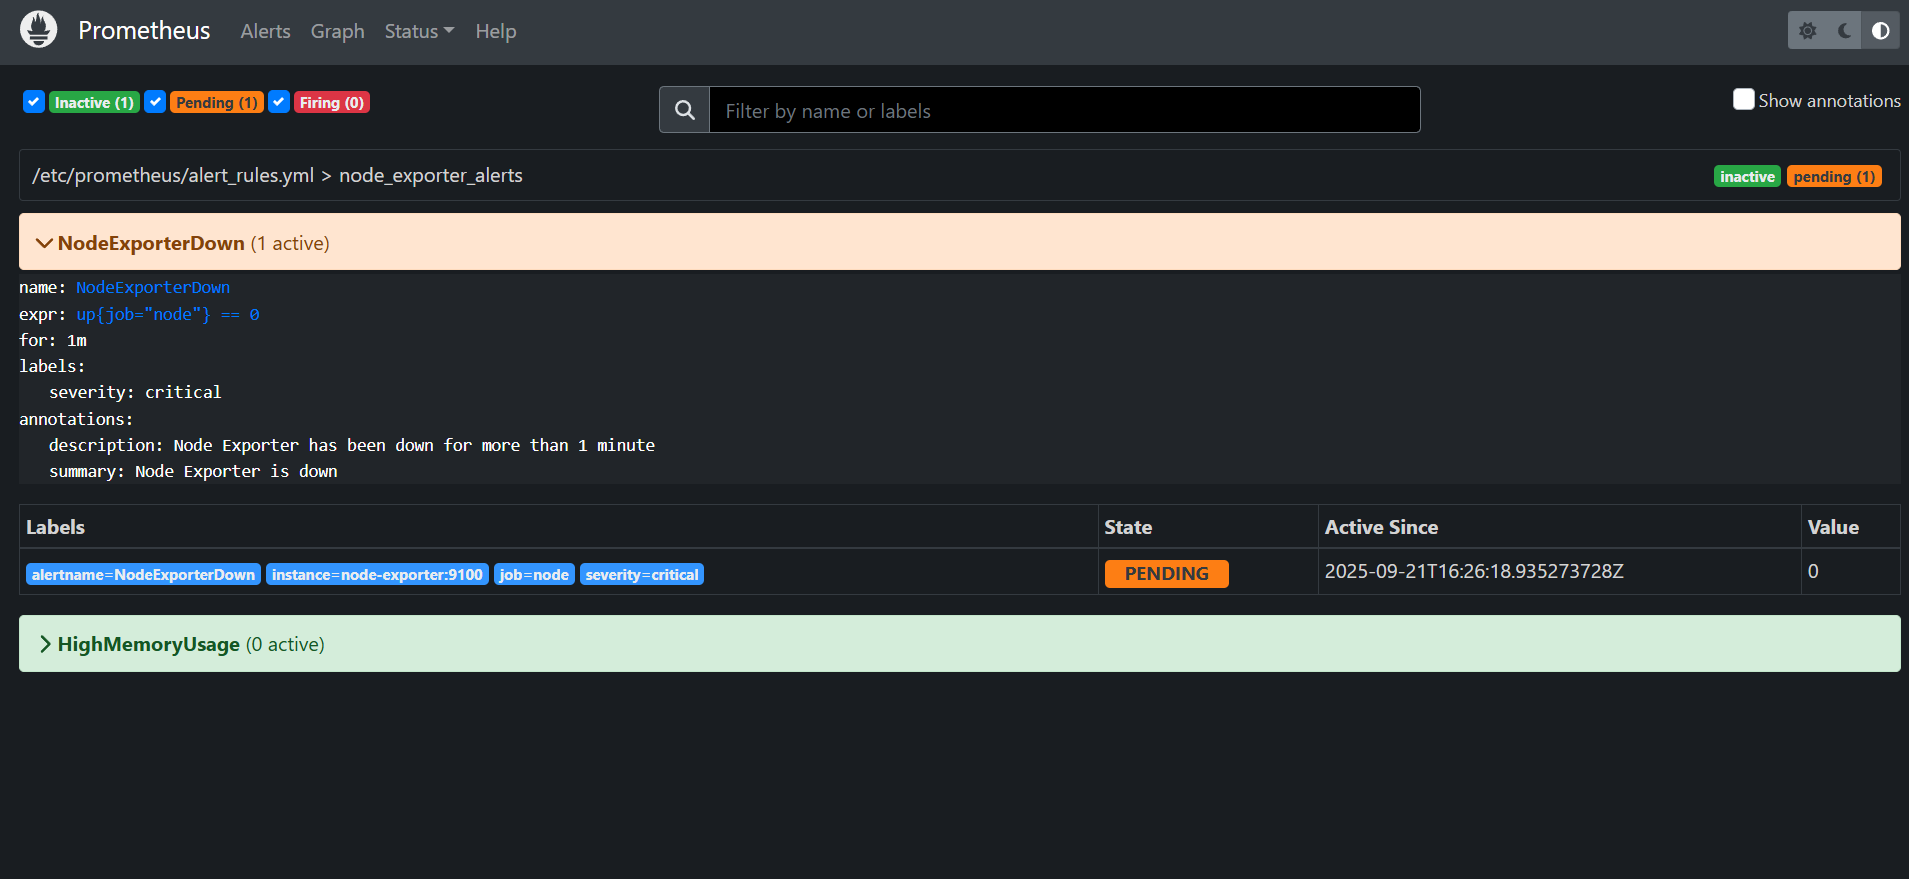 Prometheus Alerts Graph Status Help
Inactive (1) Pending (1) Firing (0) Filter by name or labels Show annotations
/etc/prometheus/alert_rules.yml > node_exporter_alerts inactive pending (1)
NodeExporterDown (1 active)
name: NodeExporterDown
expr: up{job="node"} == 0
for: 1m
labels:
severity: critical
annotations:
description: Node Exporter has been down for more than 1 minute
summary: Node Exporter is down
Labels State Active Since Value
alertname=NodeExporterDown instance=node-exporter:9100 job=node severity=critical PENDING 2025-09-21T16:26:18.935273728Z 0
HighMemoryUsage (0 active)